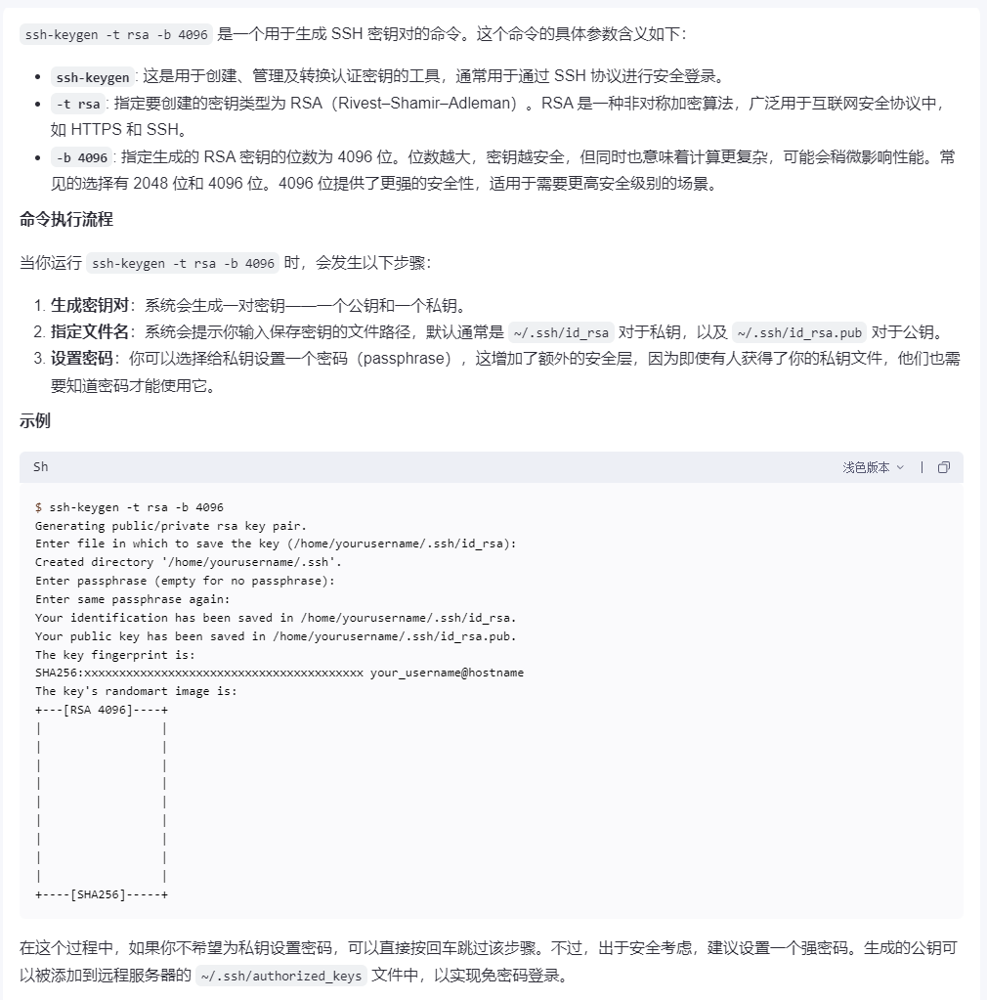 ssh-keygen -t rsa -b 4096 是一个用于生成 SSH 密钥对的命令。这个命令的具体参数含义如下：
• ssh-keygen: 这是用于创建、管理及转换认证密钥的工具，通常用于通过 SSH 协议进行安全登录。
• -t rsa: 指定要创建的密钥类型为 RSA（Rivest–Shamir–Adleman）。RSA 是一种非对称加密算法，广泛用于互联网安全协议中，
如 HTTPS 和 SSH。
• -b 4096: 指定生成的 RSA 密钥的位数为 4096 位。位数越大，密钥越安全，但同时也意味着计算更复杂，可能会稍微影响性能。常
见的选择有 2048 位和 4096 位。4096 位提供了更强的安全性，适用于需要更高安全级别的场景。
命令执行流程
当你运行 ssh-keygen -t rsa -b 4096 时，会发生以下步骤：
1. 生成密钥对：系统会生成一对密钥——一个公钥和一个私钥。
2. 指定文件名：系统会提示你输入保存密钥的文件路径，默认通常是 ~/.ssh/id_rsa 对于私钥，以及 ~/.ssh/id_rsa.pub 对于公钥。
3. 设置密码：你可以选择给私钥设置一个密码（passphrase），这增加了额外的安全层，因为即使有人获得了你的私钥文件，他们也需
要知道密码才能使用它。
示例
Sh 浅色版本
$ ssh-keygen -t rsa -b 4096
Generating public/private rsa key pair.
Enter file in which to save the key (/home/yourusername/.ssh/id_rsa):
Created directory '/home/yourusername/.ssh'.
Enter passphrase (empty for no passphrase):
Enter same passphrase again:
Your identification has been saved in /home/yourusername/.ssh/id_rsa.
Your public key has been saved in /home/yourusername/.ssh/id_rsa.pub.
The key fingerprint is:
SHA256:xxxxxxxxxxxxxxxxxxxxxxxxxxxxxxxxxxxxxxxx your_username@hostname
The key's randomart image is:
+---[RSA 4096]----+
|                 |
|                 |
|                 |
|                 |
|                 |
|                 |
|                 |
|                 |
|                 |
+----[SHA256]-----+
在这个过程中，如果你不希望为私钥设置密码，可以直接按回车跳过该步骤。不过，出于安全考虑，建议设置一个强密码。生成的公钥可
以被添加到远程服务器的 ~/.ssh/authorized_keys 文件中，以实现免密码登录。